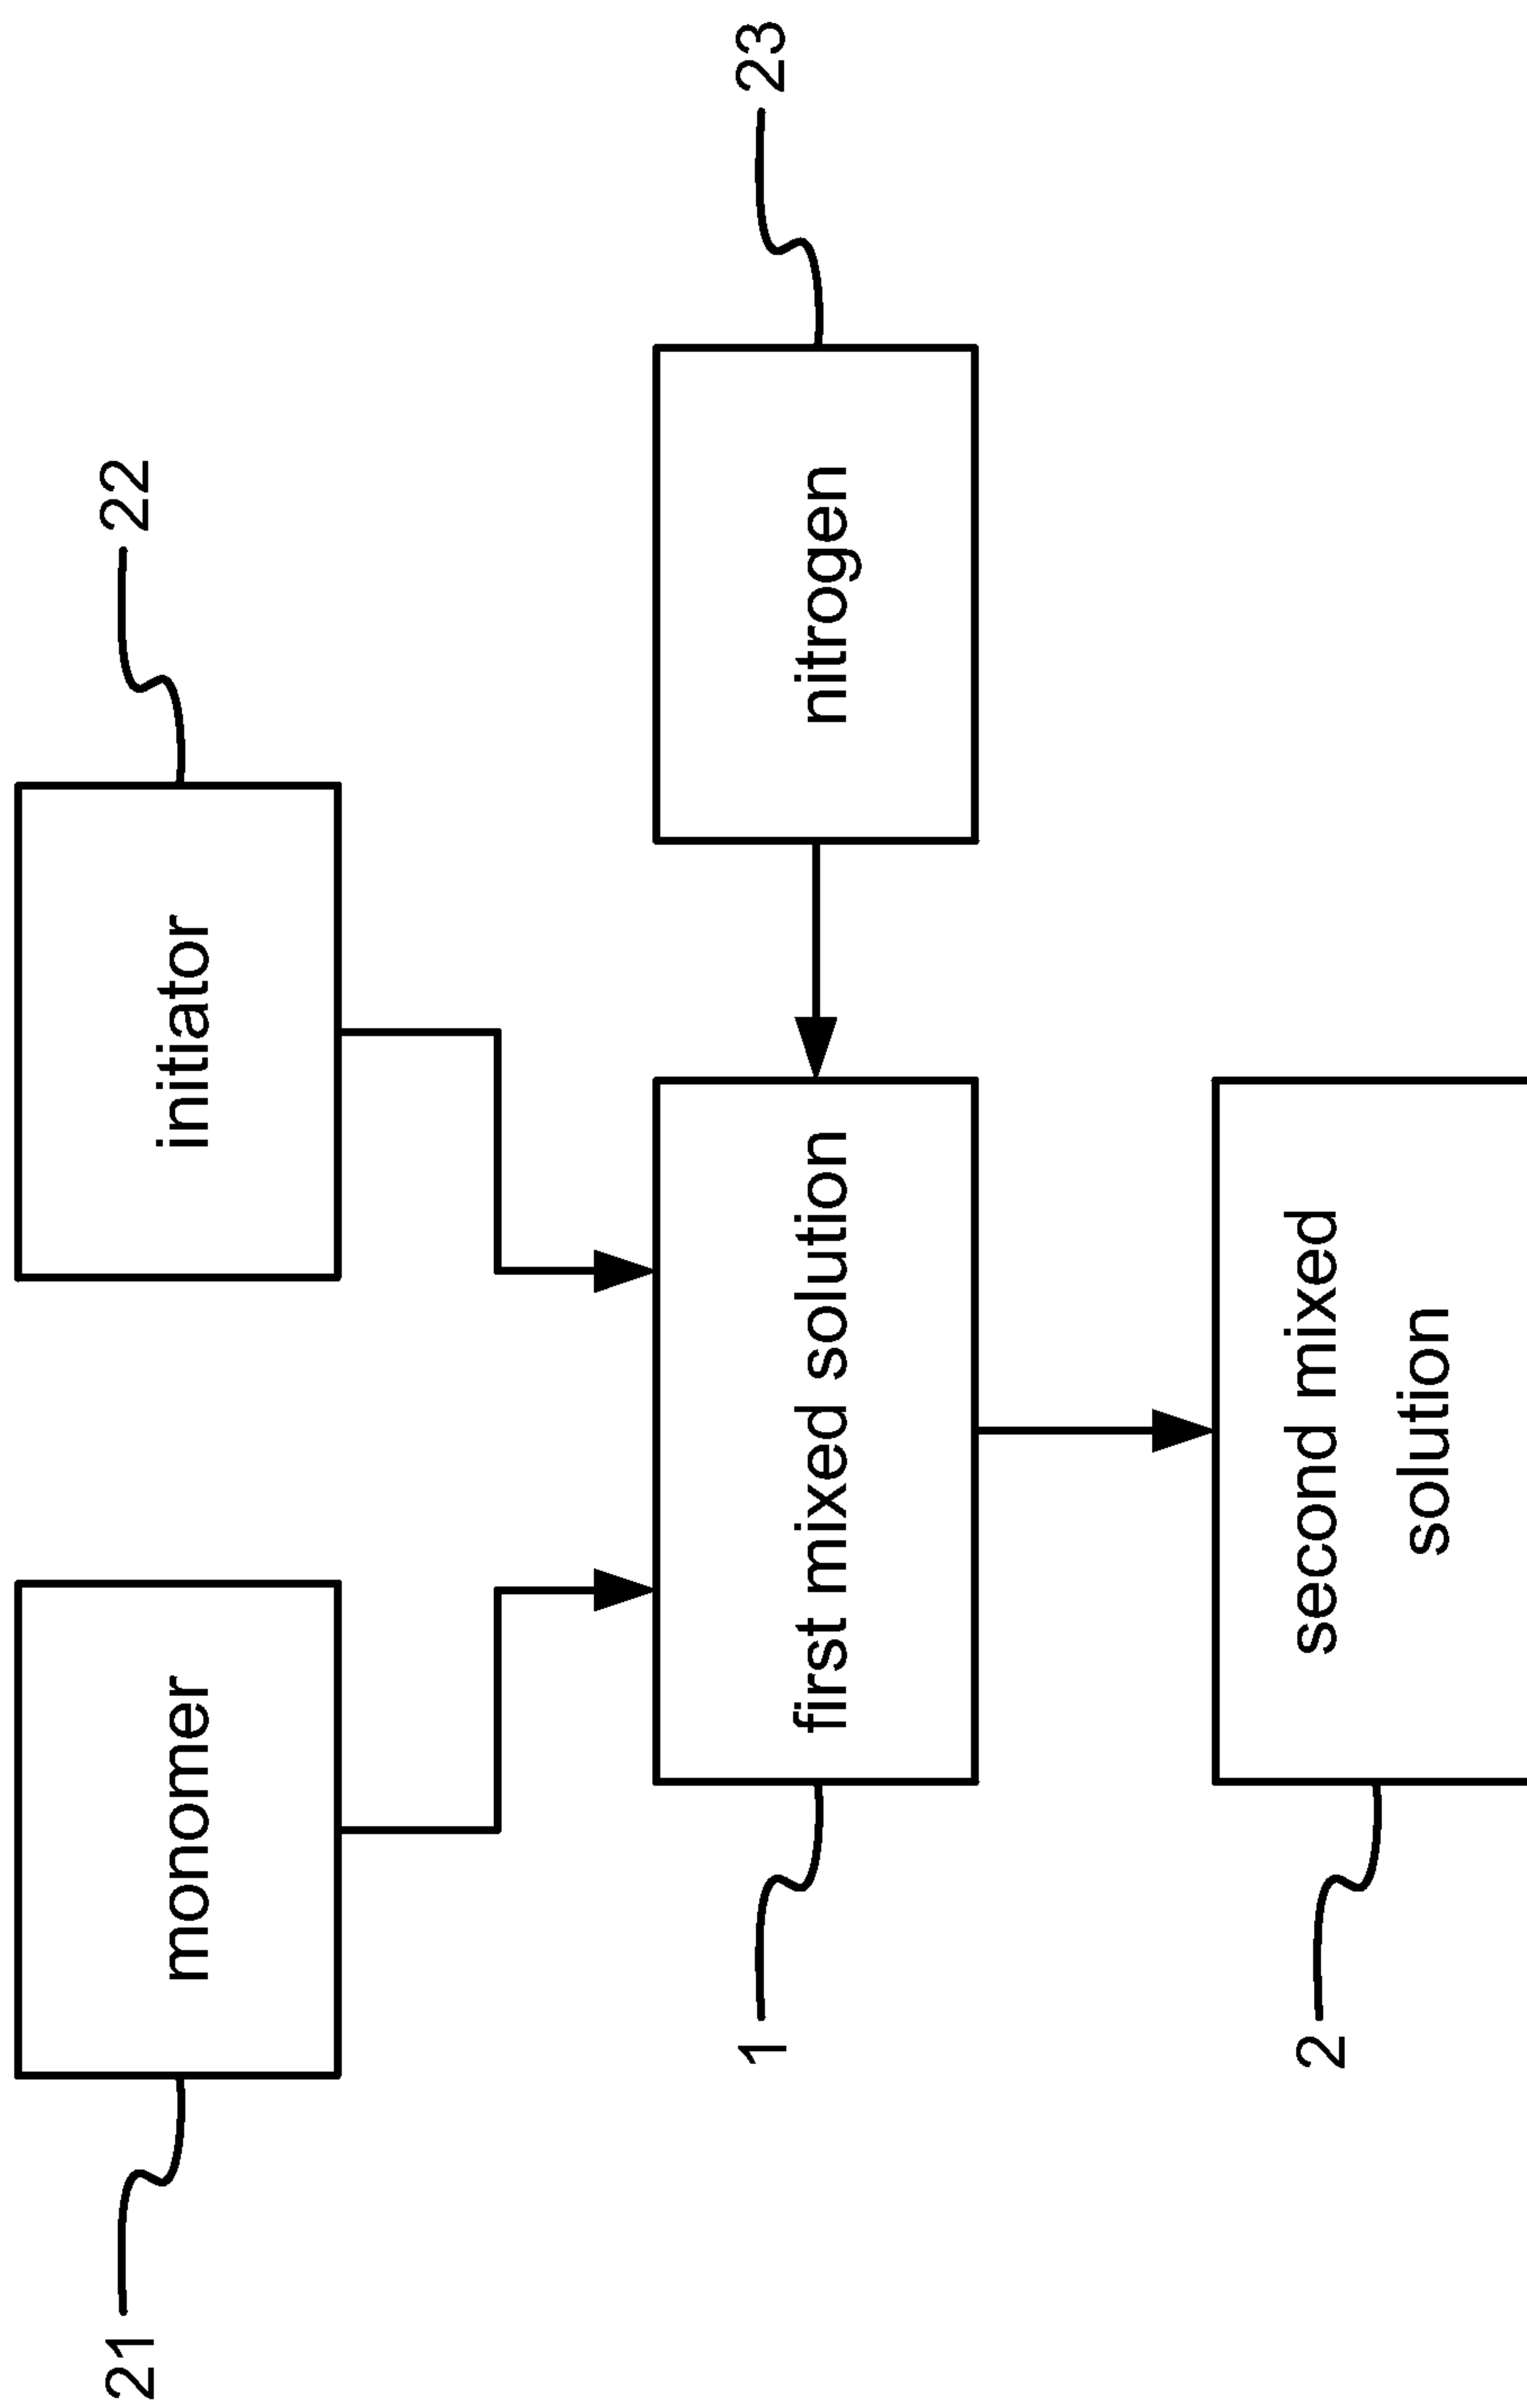 21
monomer
initiator
22
1
first mixed solution
nitrogen
23
2
second mixed
solution